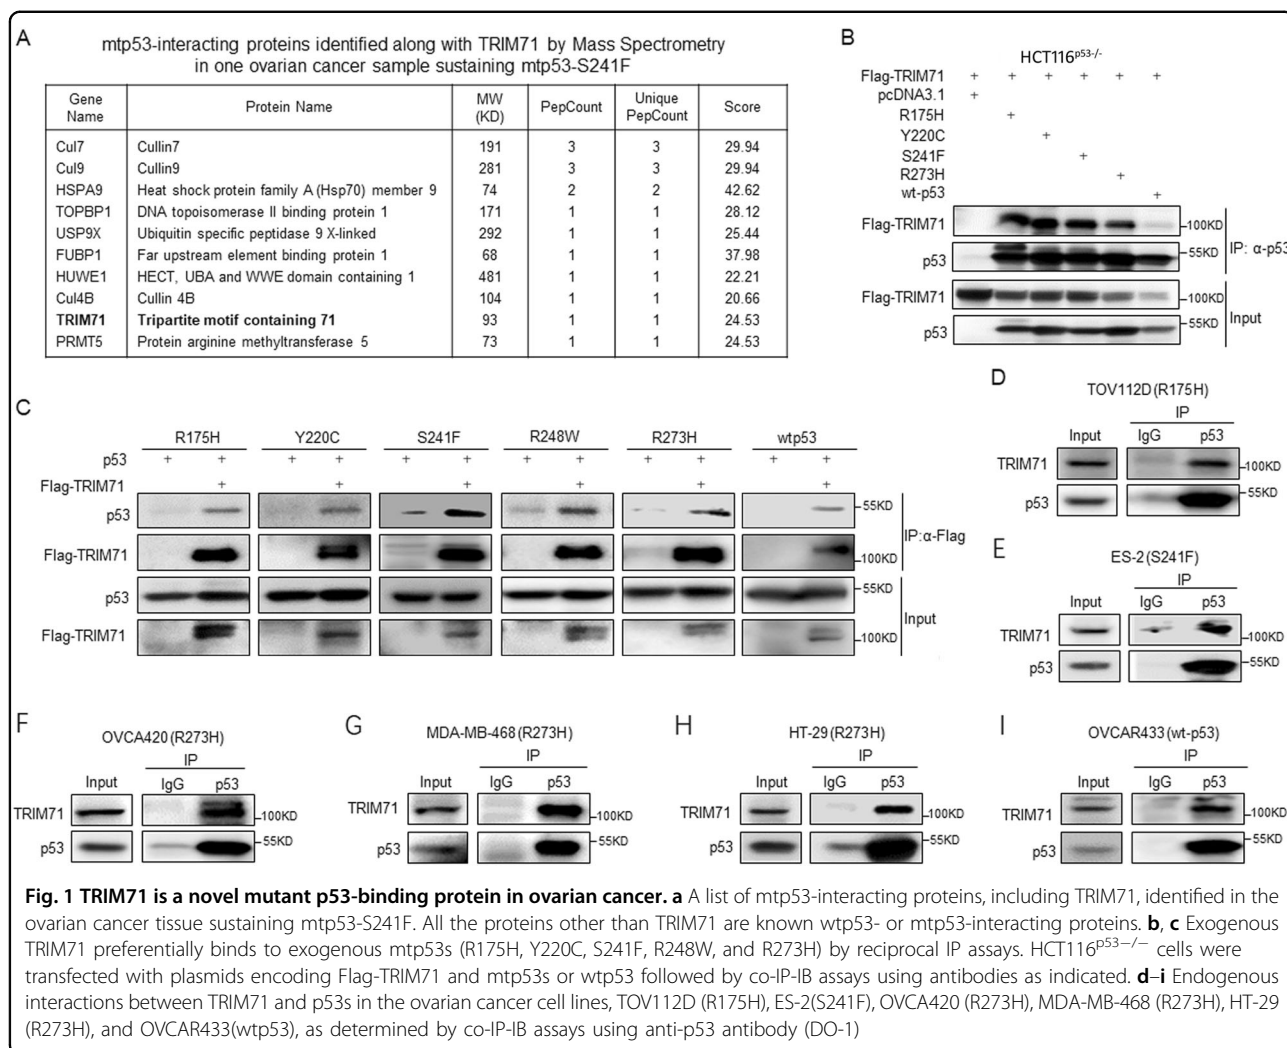 A
mtp53-interacting proteins identified along with TRIM71 by Mass Spectrometry
in one ovarian cancer sample sustaining mtp53-S241F
Gene Name Protein Name MW (KD) PepCount Unique PepCount Score
Cul7 Cullin7 191 3 3 29.94
Cul9 Cullin9 281 3 3 29.94
HSPA9 Heat shock protein family A (Hsp70) member 9 74 2 2 42.62
TOPBP1 DNA topoisomerase II binding protein 1 171 1 1 28.12
USP9X Ubiquitin specific peptidase 9 X-linked 292 1 1 25.44
FUBP1 Far upstream element binding protein 1 68 1 1 37.98
HUWE1 HECT, UBA and WWE domain containing 1 481 1 1 22.21
Cul4B Cullin 4B 104 1 1 20.66
TRIM71 Tripartite motif containing 71 93 1 1 24.53
PRMT5 Protein arginine methyltransferase 5 73 1 1 24.53
B
HCT116p53-/-
Flag-TRIM71 + + + + + +
pcDNA3.1 +
R175H +
Y220C +
S241F +
R273H +
wt-p53 +
Flag-TRIM71 -100KD
p53 -55KD
IP: α-p53
Flag-TRIM71 -100KD
p53 -55KD
Input
C
R175H Y220C S241F R248W R273H wtp53
p53 + + + + + + + + + + + +
Flag-TRIM71 + + + + + +
p53 -55KD
Flag-TRIM71 -100KD
IP:α-Flag
p53 -55KD
Flag-TRIM71 -100KD
Input
D
TOV112D (R175H)
IP
Input IgG p53
TRIM71 -100KD
p53 -55KD
E
ES-2 (S241F)
IP
Input IgG p53
TRIM71 -100KD
p53 -55KD
F
OVCA420 (R273H)
IP
Input IgG p53
TRIM71 -100KD
p53 -55KD
G
MDA-MB-468 (R273H)
IP
Input IgG p53
TRIM71 -100KD
p53 -55KD
H
HT-29 (R273H)
IP
Input IgG p53
TRIM71 -100KD
p53 -55KD
I
OVCAR433 (wt-p53)
IP
Input IgG p53
TRIM71 -100KD
p53 -55KD
Fig. 1 TRIM71 is a novel mutant p53-binding protein in ovarian cancer. a A list of mtp53-interacting proteins, including TRIM71, identified in the
ovarian cancer tissue sustaining mtp53-S241F. All the proteins other than TRIM71 are known wtp53- or mtp53-interacting proteins. b, c Exogenous
TRIM71 preferentially binds to exogenous mtp53s (R175H, Y220C, S241F, R248W, and R273H) by reciprocal IP assays. HCT116p53−/− cells were
transfected with plasmids encoding Flag-TRIM71 and mtp53s or wtp53 followed by co-IP-IB assays using antibodies as indicated. d–i Endogenous
interactions between TRIM71 and p53s in the ovarian cancer cell lines, TOV112D (R175H), ES-2(S241F), OVCA420 (R273H), MDA-MB-468 (R273H), HT-29
(R273H), and OVCAR433(wtp53), as determined by co-IP-IB assays using anti-p53 antibody (DO-1)